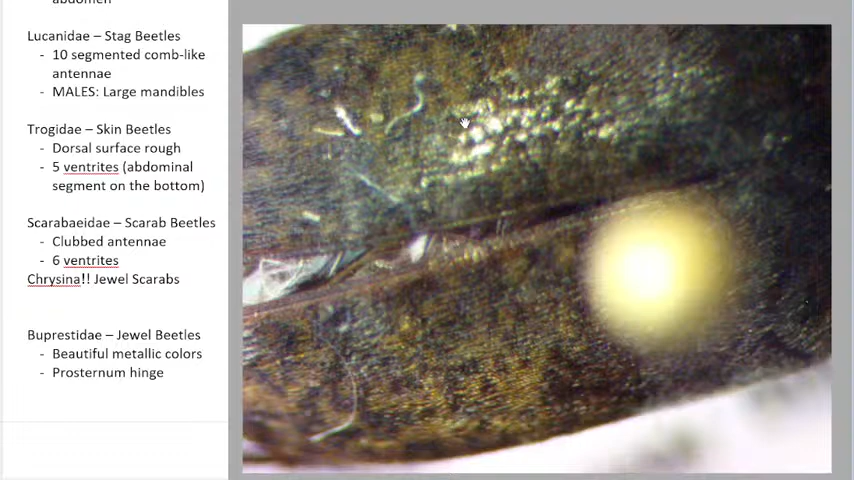 abdomen
Lucanidae – Stag Beetles
- 10 segmented comb-like
antennae
- MALES: Large mandibles
Trogidae – Skin Beetles
- Dorsal surface rough
- 5 ventrites (abdominal
segment on the bottom)
Scarabaeidae – Scarab Beetles
- Clubbed antennae
- 6 ventrites
Chrysina!! Jewel Scarabs
Buprestidae – Jewel Beetles
- Beautiful metallic colors
- Prosternum hinge